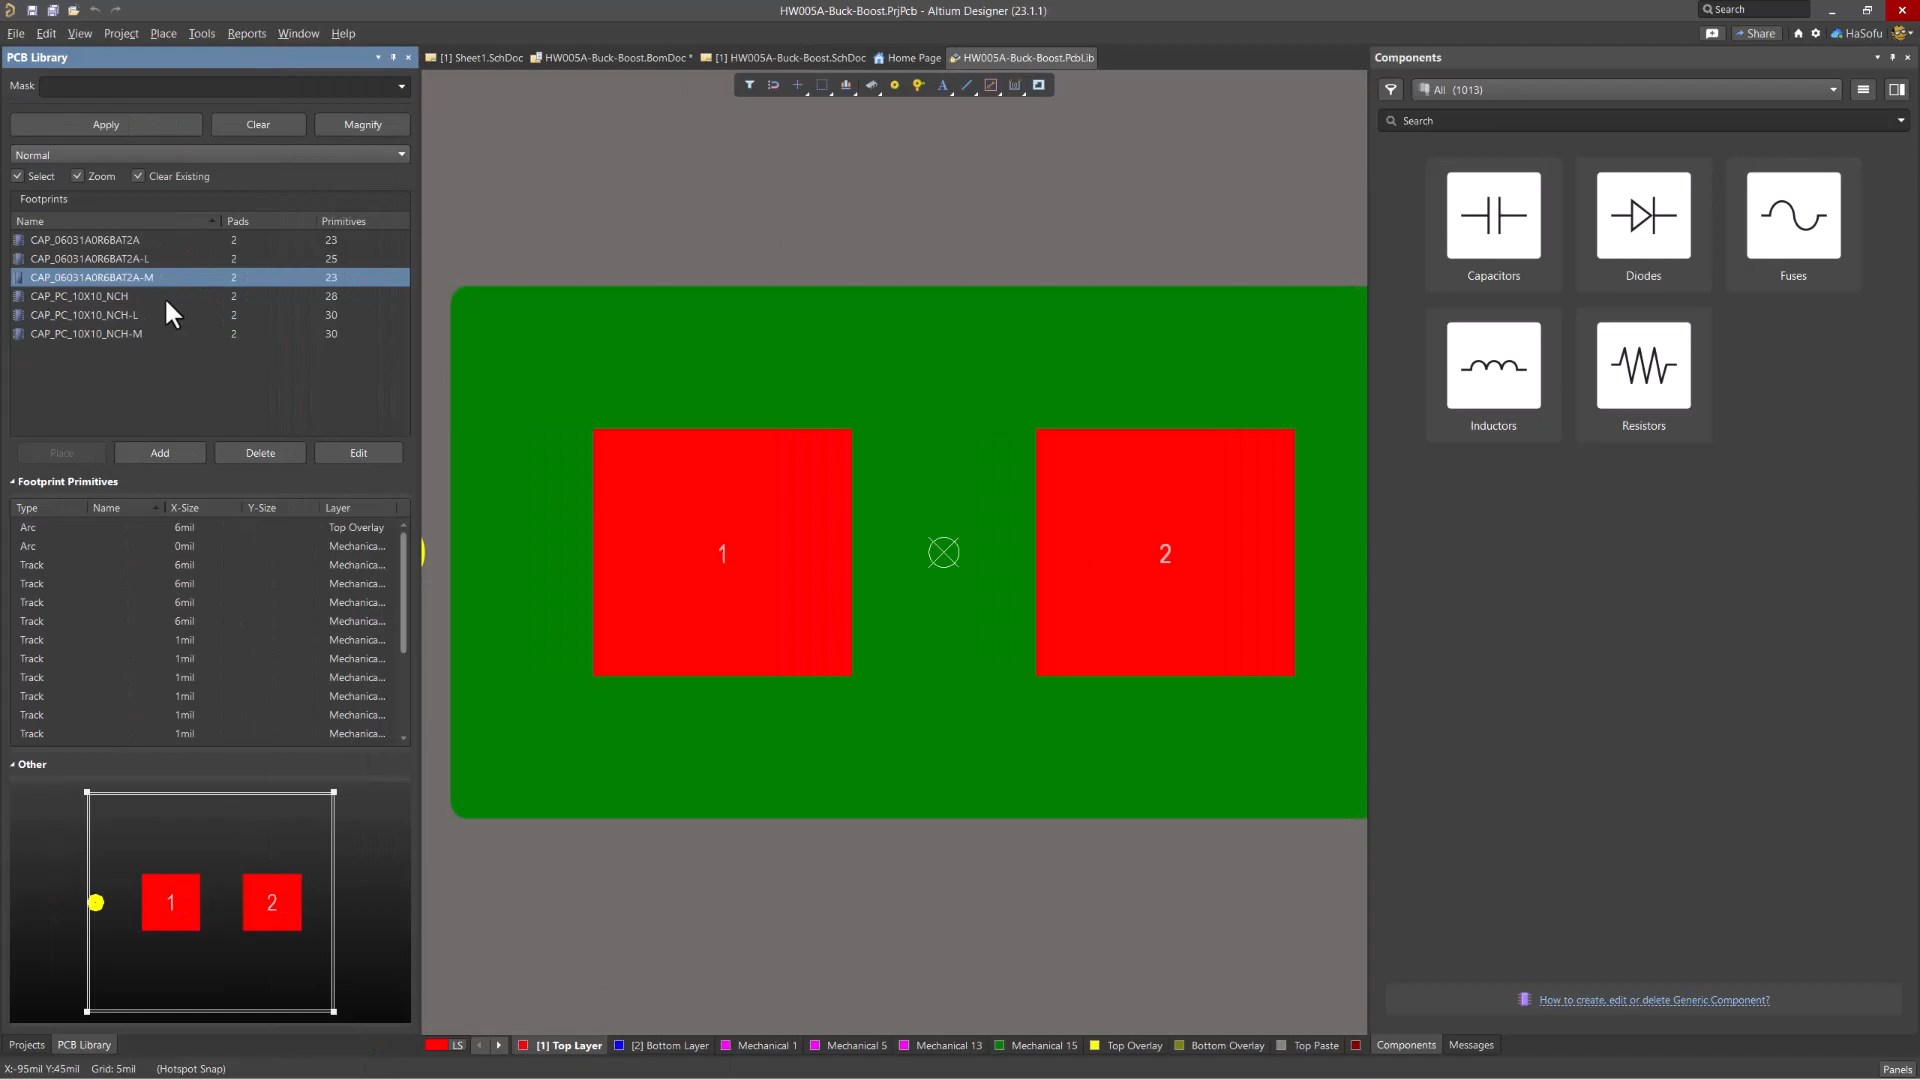 HW005A-Buck-Boost.PrjPcb - Altium Designer (23.1.1)
Search
File Edit View Project Place Tools Reports Window Help
Share
HaSofu
PCB Library
[1] Sheet1.SchDoc
HW005A-Buck-Boost.BomDoc *
[1] HW005A-Buck-Boost.SchDoc
Home Page
HW005A-Buck-Boost.PcbLib
Components
Mask
All (1013)
Apply Clear Magnify
Search
Normal
Select Zoom Clear Existing
Footprints
Name Pads Primitives
CAP_06031A0R6BAT2A 2 23
CAP_06031A0R6BAT2A-L 2 25
CAP_06031A0R6BAT2A-M 2 23
CAP_PC_10X10_NCH 2 28
CAP_PC_10X10_NCH-L 2 30
CAP_PC_10X10_NCH-M 2 30
Capacitors Diodes Fuses
Inductors Resistors
Place Add Delete Edit
Footprint Primitives
Type Name X-Size Y-Size Layer
Arc 6mil Top Overlay
Arc 0mil Mechanica...
Track 6mil Mechanica...
Track 6mil Mechanica...
Track 6mil Mechanica...
Track 6mil Mechanica...
Track 1mil Mechanica...
Track 1mil Mechanica...
Track 1mil Mechanica...
Track 1mil Mechanica...
Track 1mil Mechanica...
Track 1mil Mechanica...
1 2
Other
1 2
How to create, edit or delete Generic Component?
Projects PCB Library
LS
[1] Top Layer
[2] Bottom Layer
Mechanical 1
Mechanical 5
Mechanical 13
Mechanical 15
Top Overlay
Bottom Overlay
Top Paste
Components Messages
X:-95mil Y:45mil Grid: 5mil (Hotspot Snap)
Panels